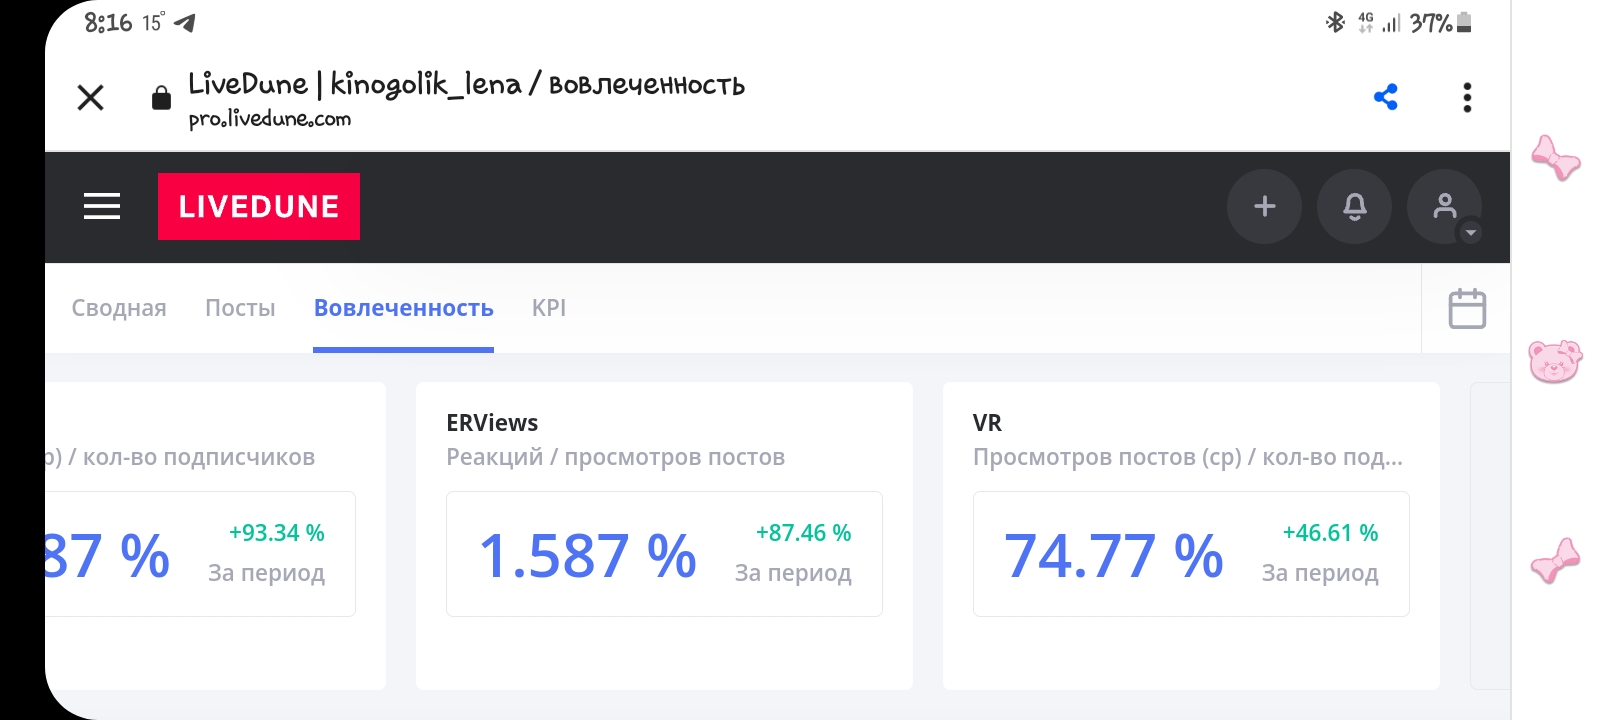 8:16 15°
4G 37%
LiveDune | kinogolik_lena / вовлеченность
pro.livedune.com
LIVEDUNE
Сводная Посты Вовлеченность KPI
р) / кол-во подписчиков
87 %
+93.34 %
За период
ERViews
Реакций / просмотров постов
1.587 %
+87.46 %
За период
VR
Просмотров постов (ср) / кол-во под...
74.77 %
+46.61 %
За период